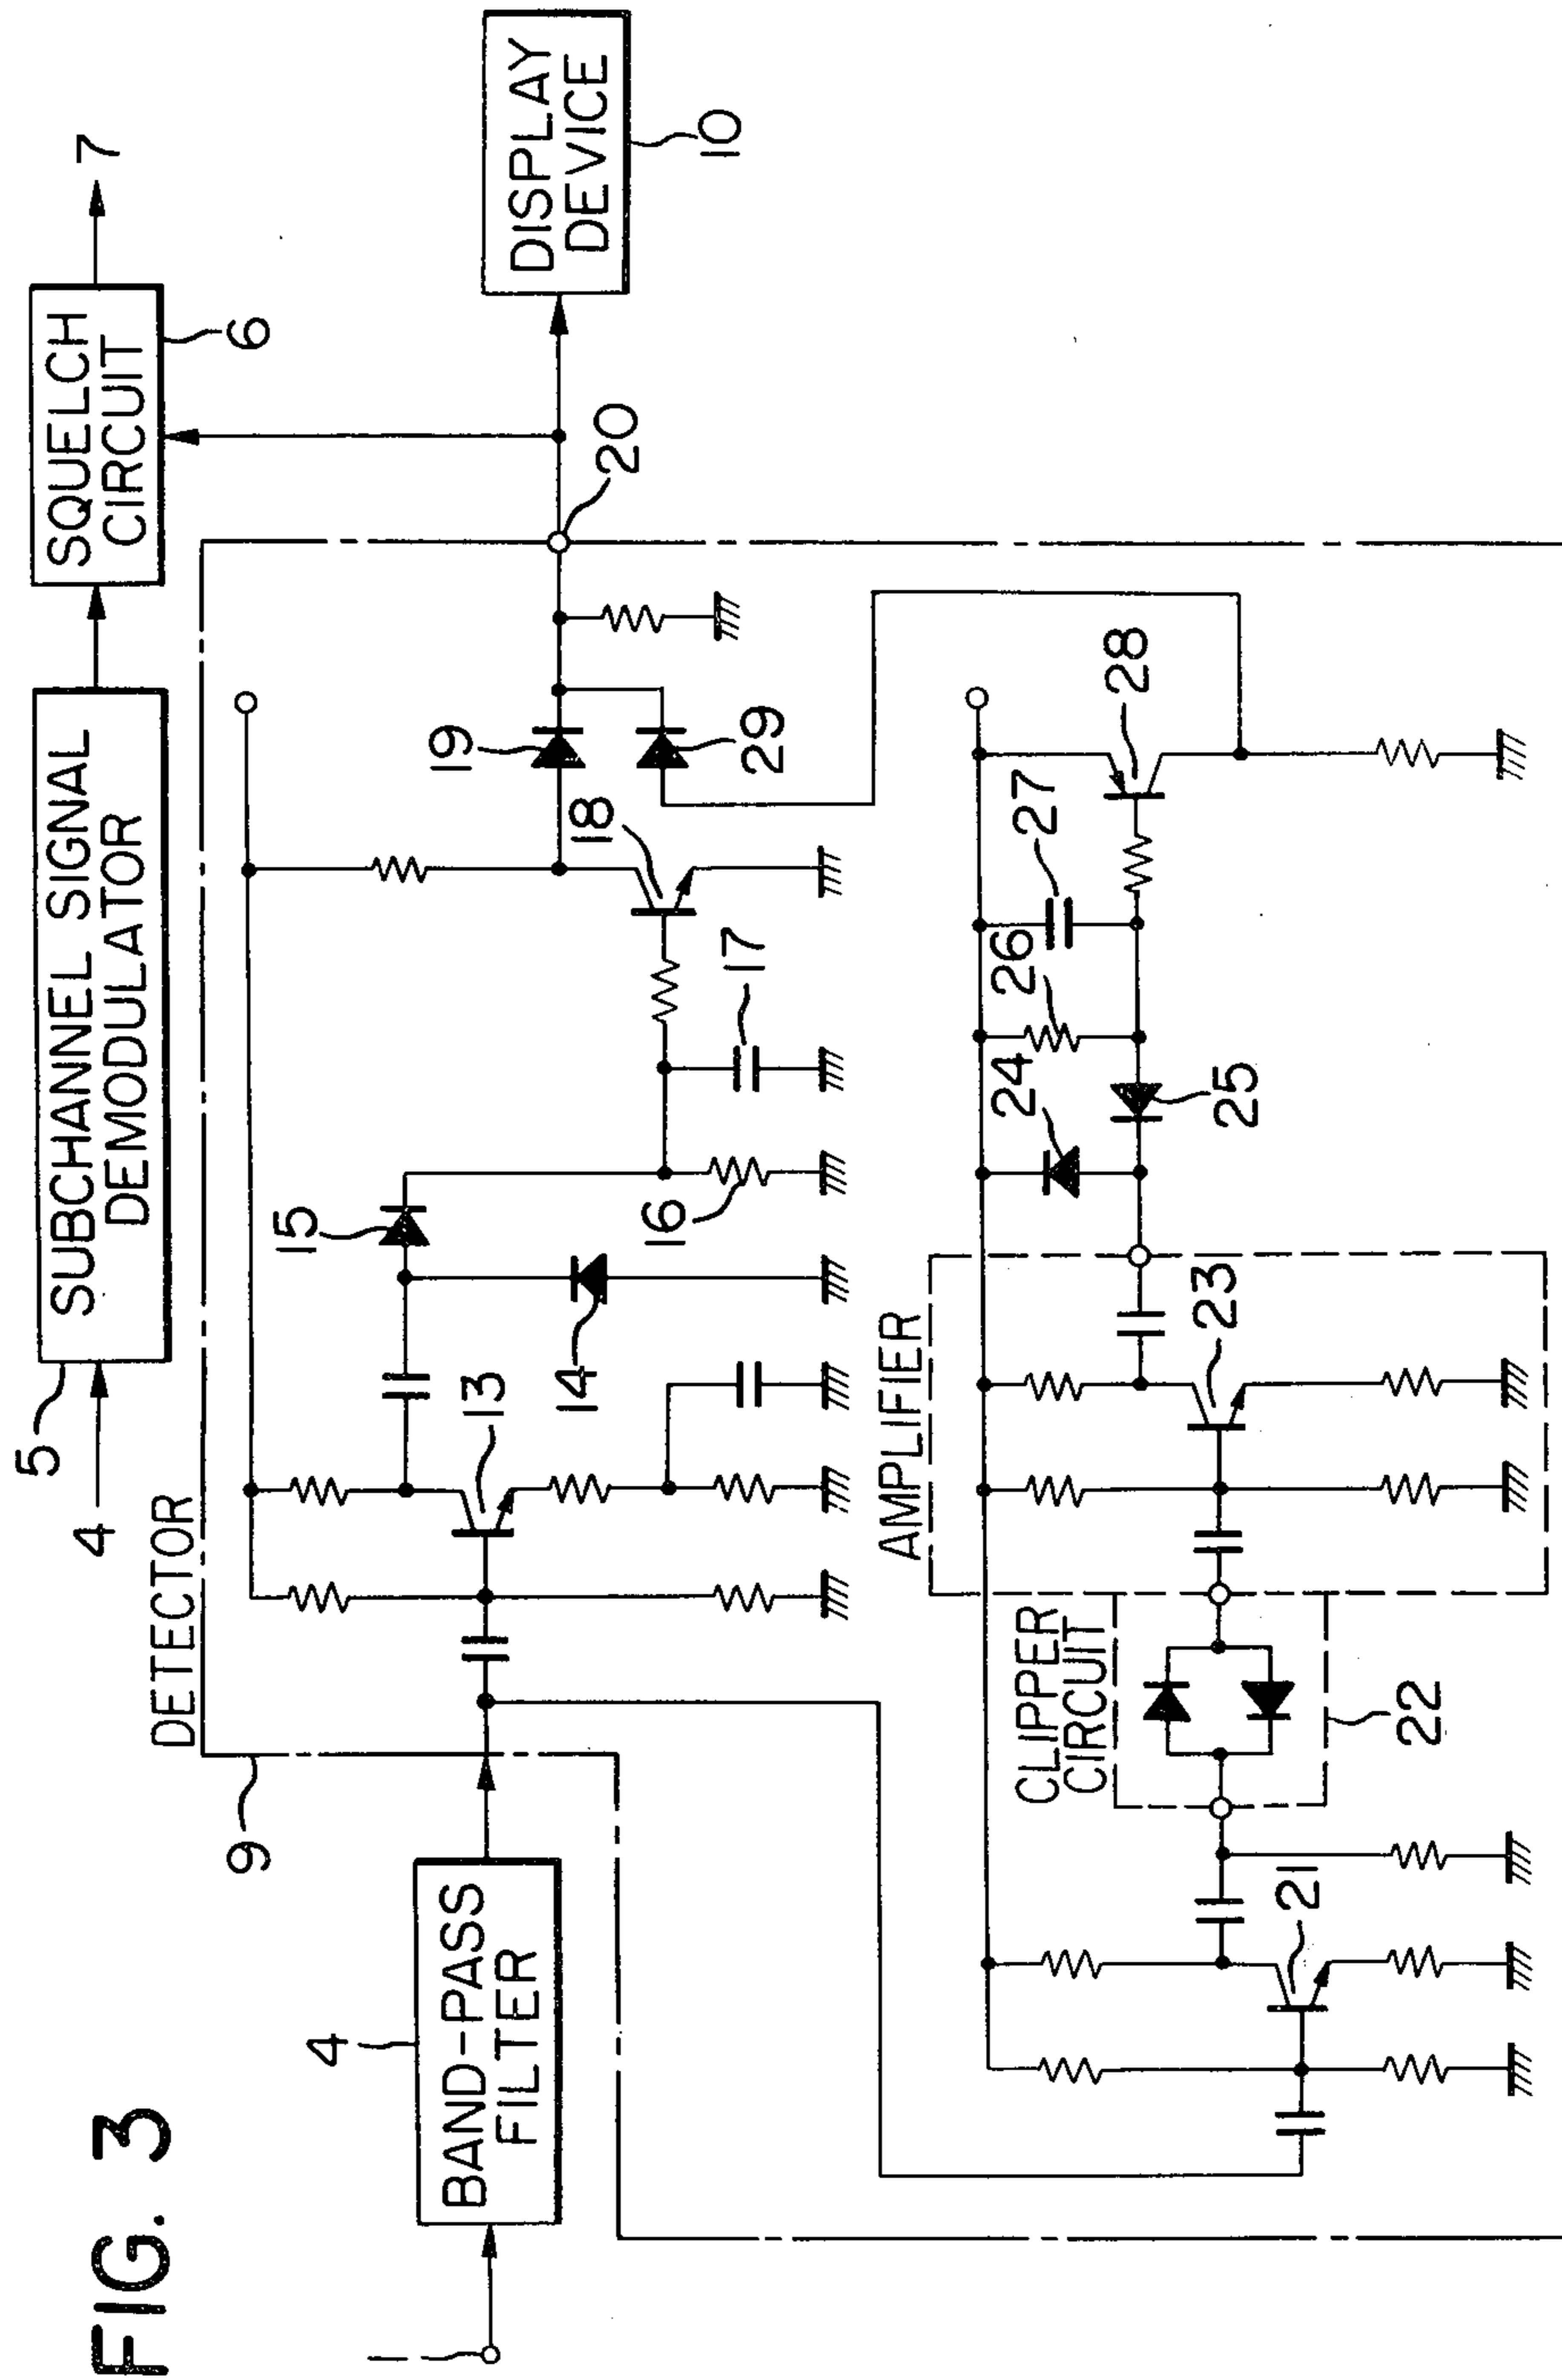 FIG. 3
4
5
SUBCHANNEL SIGNAL
DEMODULATOR
SQUELCH
CIRCUIT
6
7
DETECTOR
9
1
4
BAND-PASS
FILTER
13
14
15
16
17
18
19
29
20
DISPLAY
DEVICE
10
21
CLIPPER
CIRCUIT
22
AMPLIFIER
23
24
25
26
27
28